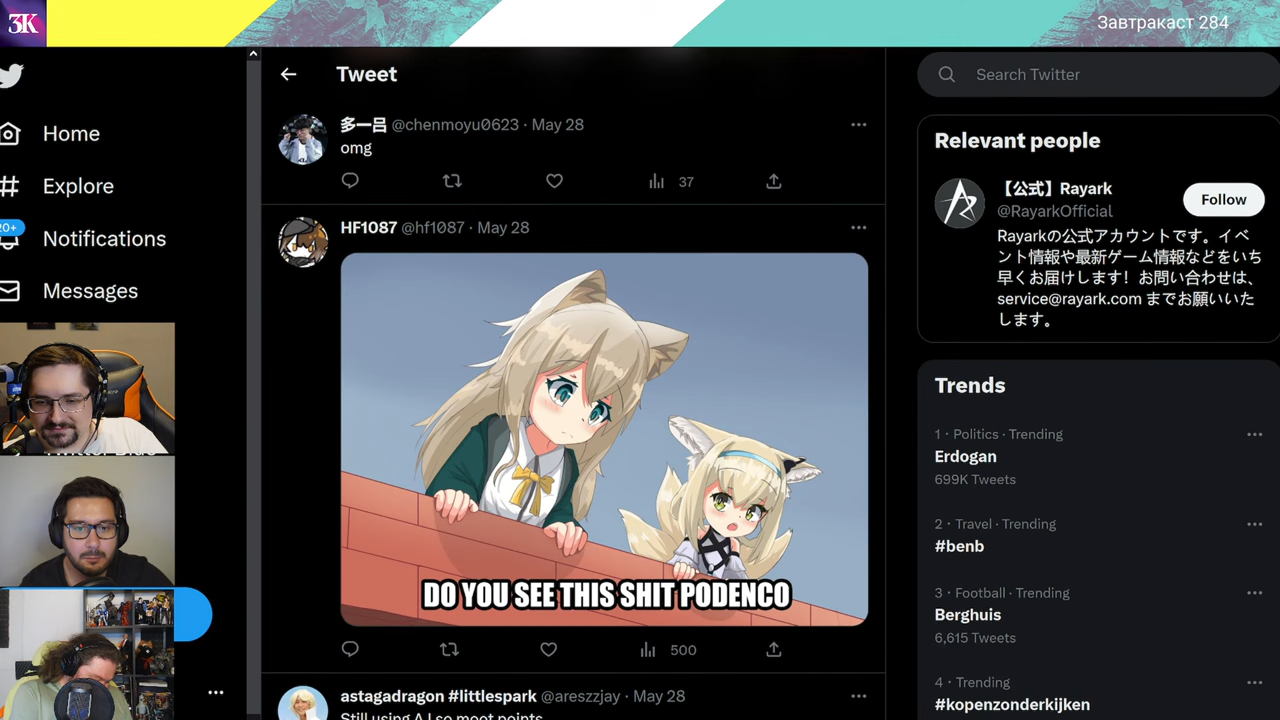 3K
Завтракаст 284
Tweet
Search Twitter
Home
Explore
20+
Notifications
Messages
多一吕 @chenmoyu0623 · May 28
omg
37
HF1087 @hf1087 · May 28
DO YOU SEE THIS SHIT PODENCO
500
astagadragon #littlespark @areszzjay · May 28
Relevant people
【公式】Rayark
@RayarkOfficial
Follow
Rayarkの公式アカウントです。イベ
ント情報や最新ゲーム情報などをいち
早くお届けします！お問い合わせは、
service@rayark.com までお願いいた
します。
Trends
1 · Politics · Trending
Erdogan
699K Tweets
2 · Travel · Trending
#benb
3 · Football · Trending
Berghuis
6,615 Tweets
4 · Trending
#kopenzonderkijken